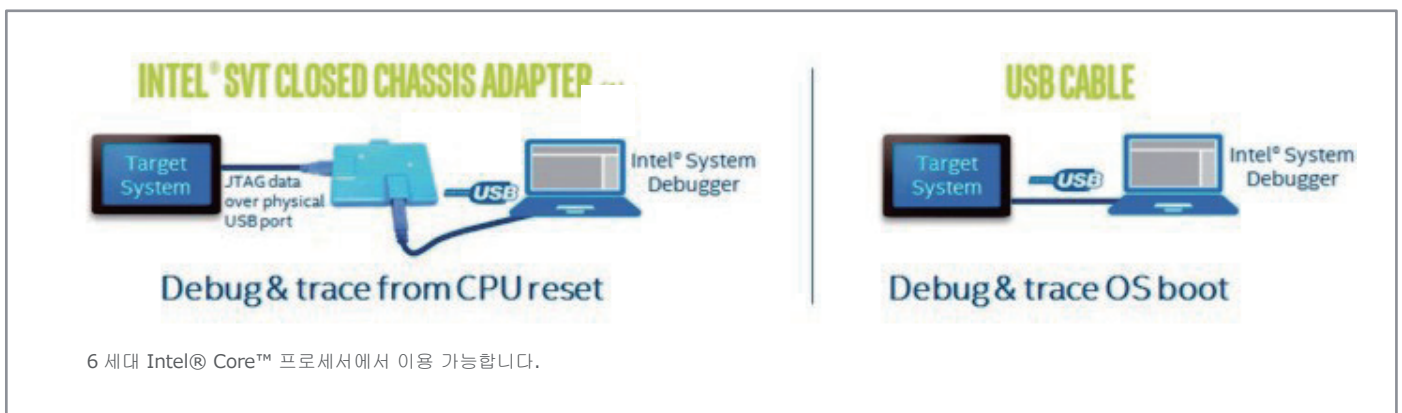 INTEL® SVT CLOSED CHASSIS ADAPTER
Target
System
JTAG data
over physical
USB port
USB
Intel® System
Debugger
Debug & trace from CPU reset
USB CABLE
Target
System
USB
Intel® System
Debugger
Debug & trace OS boot
6 세대 Intel® Core™ 프로세서에서 이용 가능합니다.